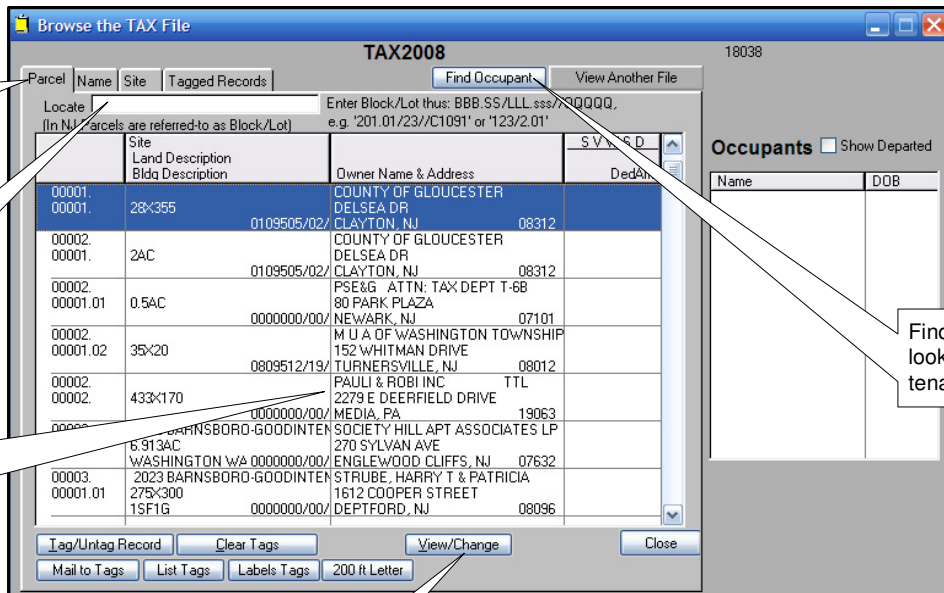 Browse the TAX File
TAX2008
18038
Parcel Name Site Tagged Records Find Occupant View Another File
Locate Enter Block/Lot thus: BBB.SS/LLL.sss//QQQQQ,
(In NJ Parcels are referred-to as Block/Lot) e.g. '201.01/23//C1091' or '123/2.01'
Occupants Show Departed
Name DOB
Site S V W S D
Land Description
Bldg Description Owner Name & Address DedAm
00001. COUNTY OF GLOUCESTER
00001. 28X355 DELSEA DR
0109505/02/ CLAYTON, NJ 08312
00002. COUNTY OF GLOUCESTER
00001. 2AC DELSEA DR
0109505/02/ CLAYTON, NJ 08312
00002. PSE&G ATTN: TAX DEPT T-6B
00001.01 0.5AC 80 PARK PLAZA
0000000/00/ NEWARK, NJ 07101
00002. M U A OF WASHINGTON TOWNSHIP
00001.02 35X20 152 WHITMAN DRIVE
0809512/19/ TURNERSVILLE, NJ 08012
00002. PAULI & ROBI INC TTL
00002. 433X170 2279 E DEERFIELD DRIVE
0000000/00/ MEDIA, PA 19063
BARNSBORO-GOODINTEN SOCIETY HILL APT ASSOCIATES LP
6.913AC 270 SYLVAN AVE
WASHINGTON WA 0000000/00/ ENGLEWOOD CLIFFS, NJ 07632
00003. 2023 BARNSBORO-GOODINTEN STRUBE, HARRY T & PATRICIA
00001.01 275X300 1612 COOPER STREET
1SF1G 0000000/00/ DEPTFORD, NJ 08096
Find
look
tena
Tag/Untag Record Clear Tags View/Change Close
Mail to Tags List Tags Labels Tags 200 ft Letter